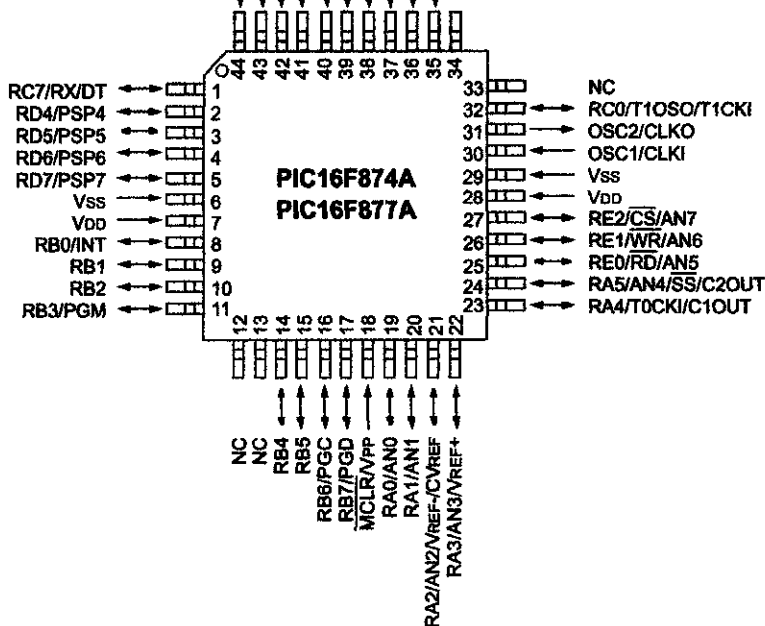 44 43 42 41 40 39 38 37 36 35 34
RC7/RX/DT 1
RD4/PSP4 2
RD5/PSP5 3
RD6/PSP6 4
RD7/PSP7 5
VSS 6
VDD 7
RB0/INT 8
RB1 9
RB2 10
RB3/PGM 11
PIC16F874A
PIC16F877A
33 NC
32 RC0/T1OSO/T1CKI
31 OSC2/CLKO
30 OSC1/CLKI
29 VSS
28 VDD
27 RE2/CS/AN7
26 RE1/WR/AN6
25 RE0/RD/AN5
24 RA5/AN4/SS/C2OUT
23 RA4/T0CKI/C1OUT
12 13 14 15 16 17 18 19 20 21 22
NC
NC
RB4
RB5
RB6/PGC
RB7/PGD
MCLR/VPP
RA0/AN0
RA1/AN1
RA2/AN2/VREF-/CVREF
RA3/AN3/VREF+